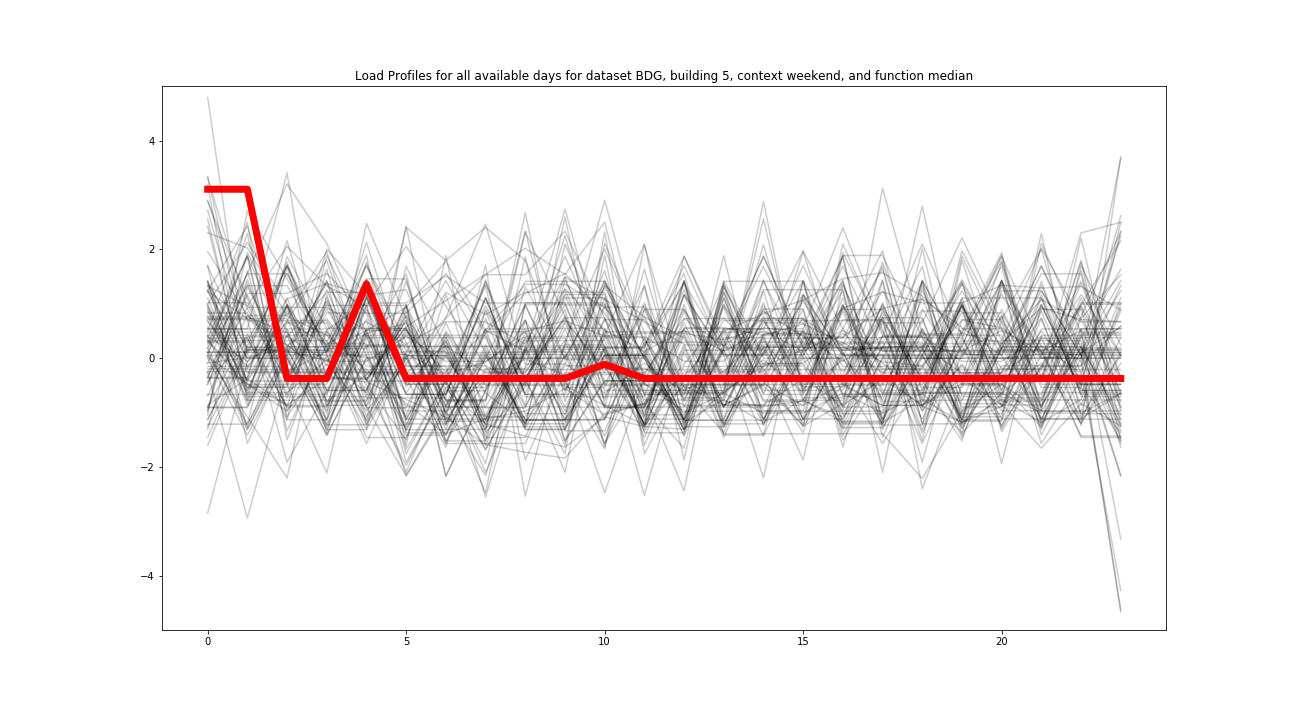 Load Profiles for all available days for dataset BDG, building 5, context weekend, and function median
4
2
0
−2
−4
0 5 10 15 20